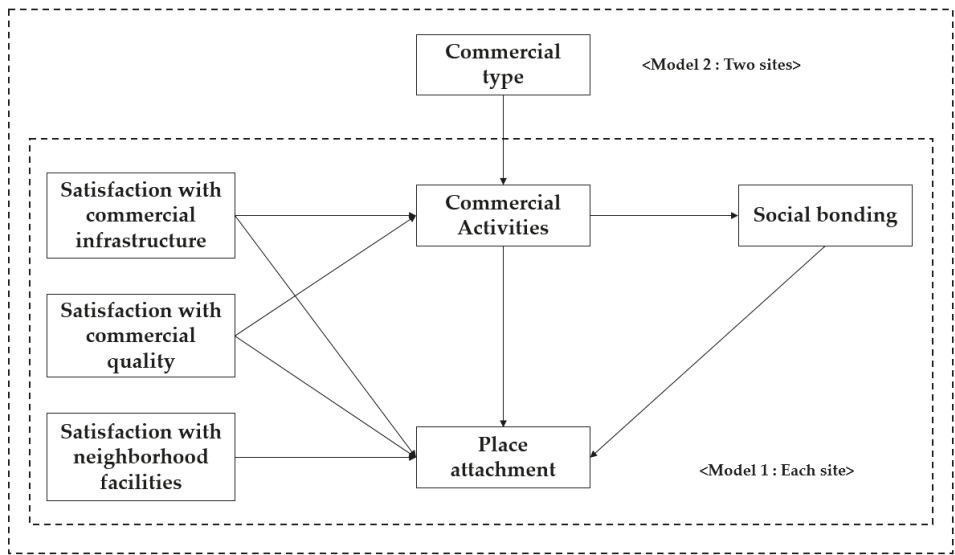 Commercial
type
<Model 2 : Two sites>
Satisfaction with
commercial
infrastructure
Commercial
Activities
Social bonding
Satisfaction with
commercial
quality
Satisfaction with
neighborhood
facilities
Place
attachment
<Model 1 : Each site>